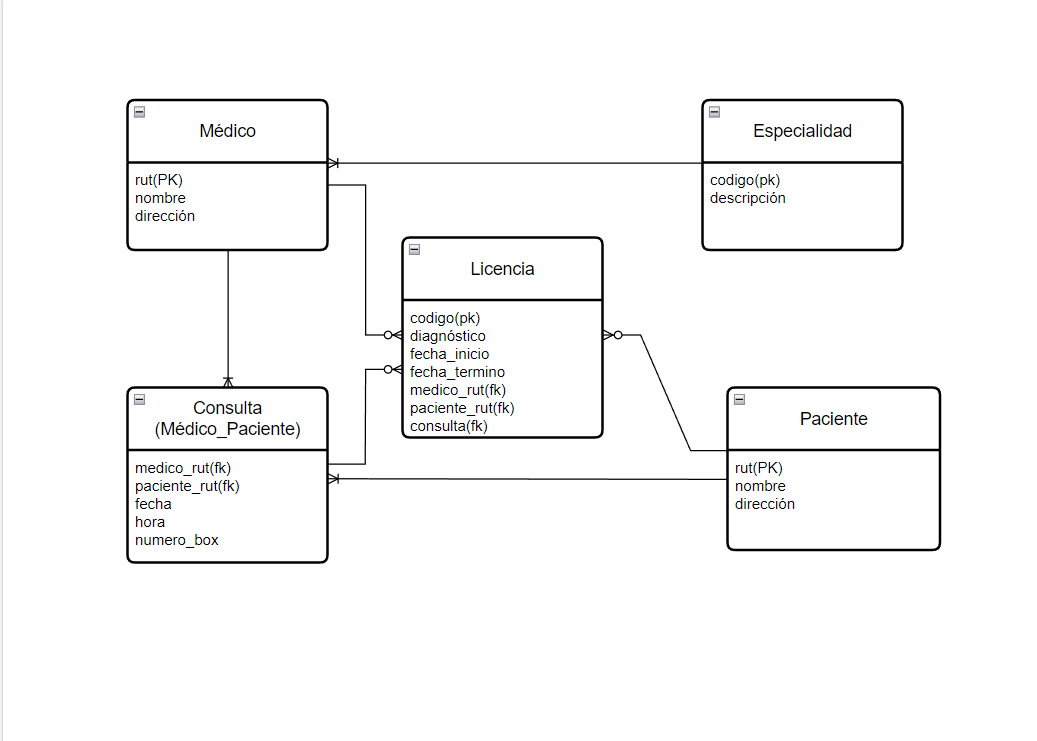 Médico
rut(PK)
nombre
dirección
Especialidad
codigo(pk)
descripción
Licencia
codigo(pk)
diagnóstico
fecha_inicio
fecha_termino
medico_rut(fk)
paciente_rut(fk)
consulta(fk)
Consulta
(Médico_Paciente)
medico_rut(fk)
paciente_rut(fk)
fecha
hora
numero_box
Paciente
rut(PK)
nombre
dirección